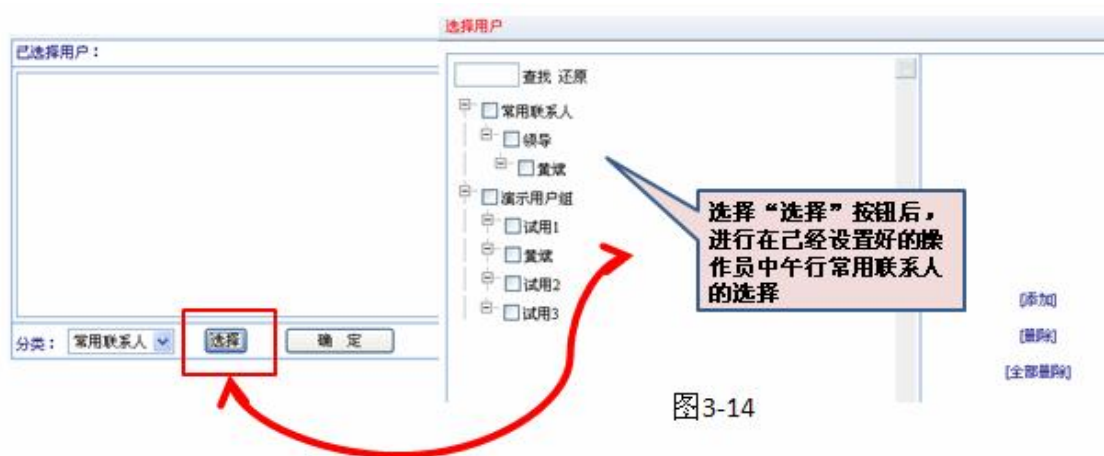 选择用户
已选择用户：
查找 还原
常用联系人
领导
黄斌
演示用户组
试用1
黄斌
试用2
试用3
选择“选择”按钮后，
进行在己经设置好的操
作员中午行常用联系人
的选择
[添加]
[删除]
[全部删除]
分类： 常用联系人 选择 确 定
图3-14